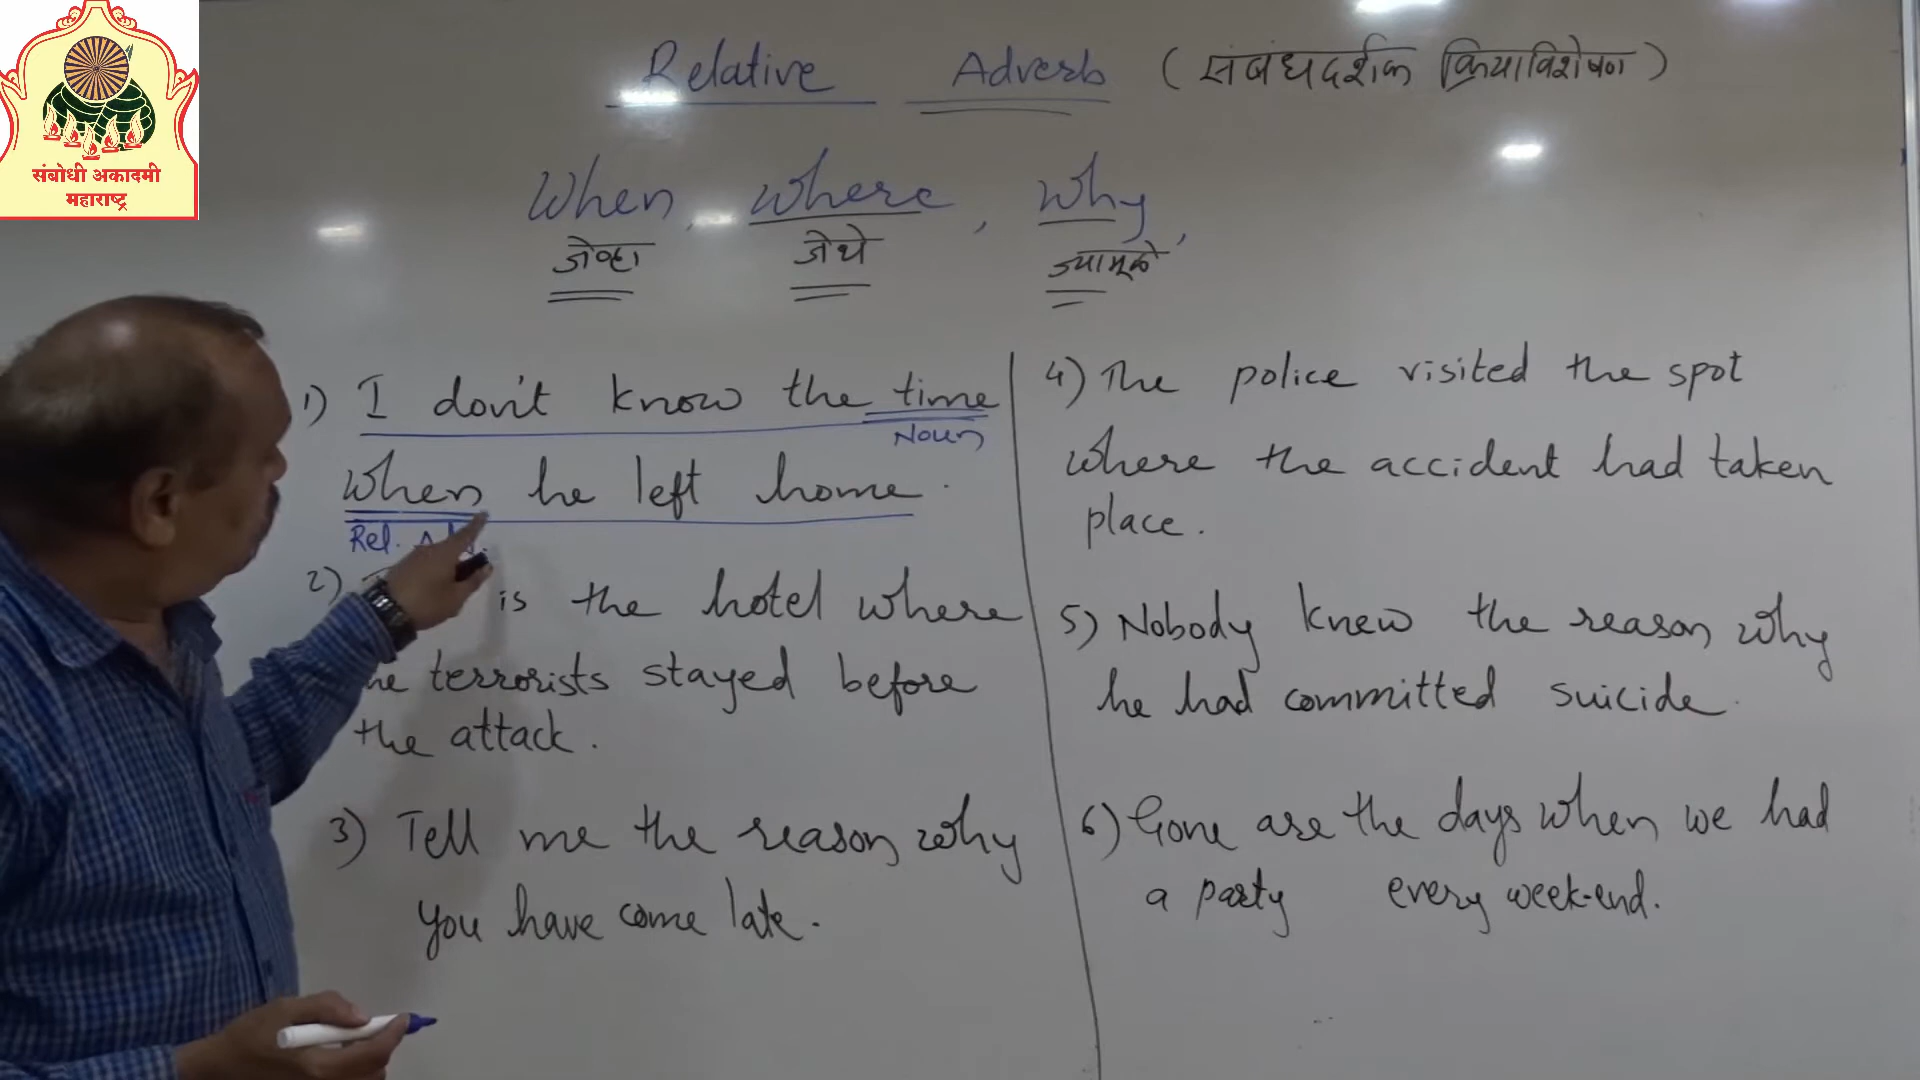 संबोधी अकादमी
महाराष्ट्र
Relative Adverb (संबंधदर्शक क्रियाविशेषण)
When, where, why,
जेव्हा जेथे ज्यामूळे
1) I don't know the time
Noun
when he left home.
Rel.
2) is the hotel where
terrorists stayed before
the attack.
3) Tell me the reason why
you have come late.
4) The police visited the spot
where the accident had taken
place.
5) Nobody knew the reason why
he had committed suicide.
6) Gone are the days when we had
a party every week-end.